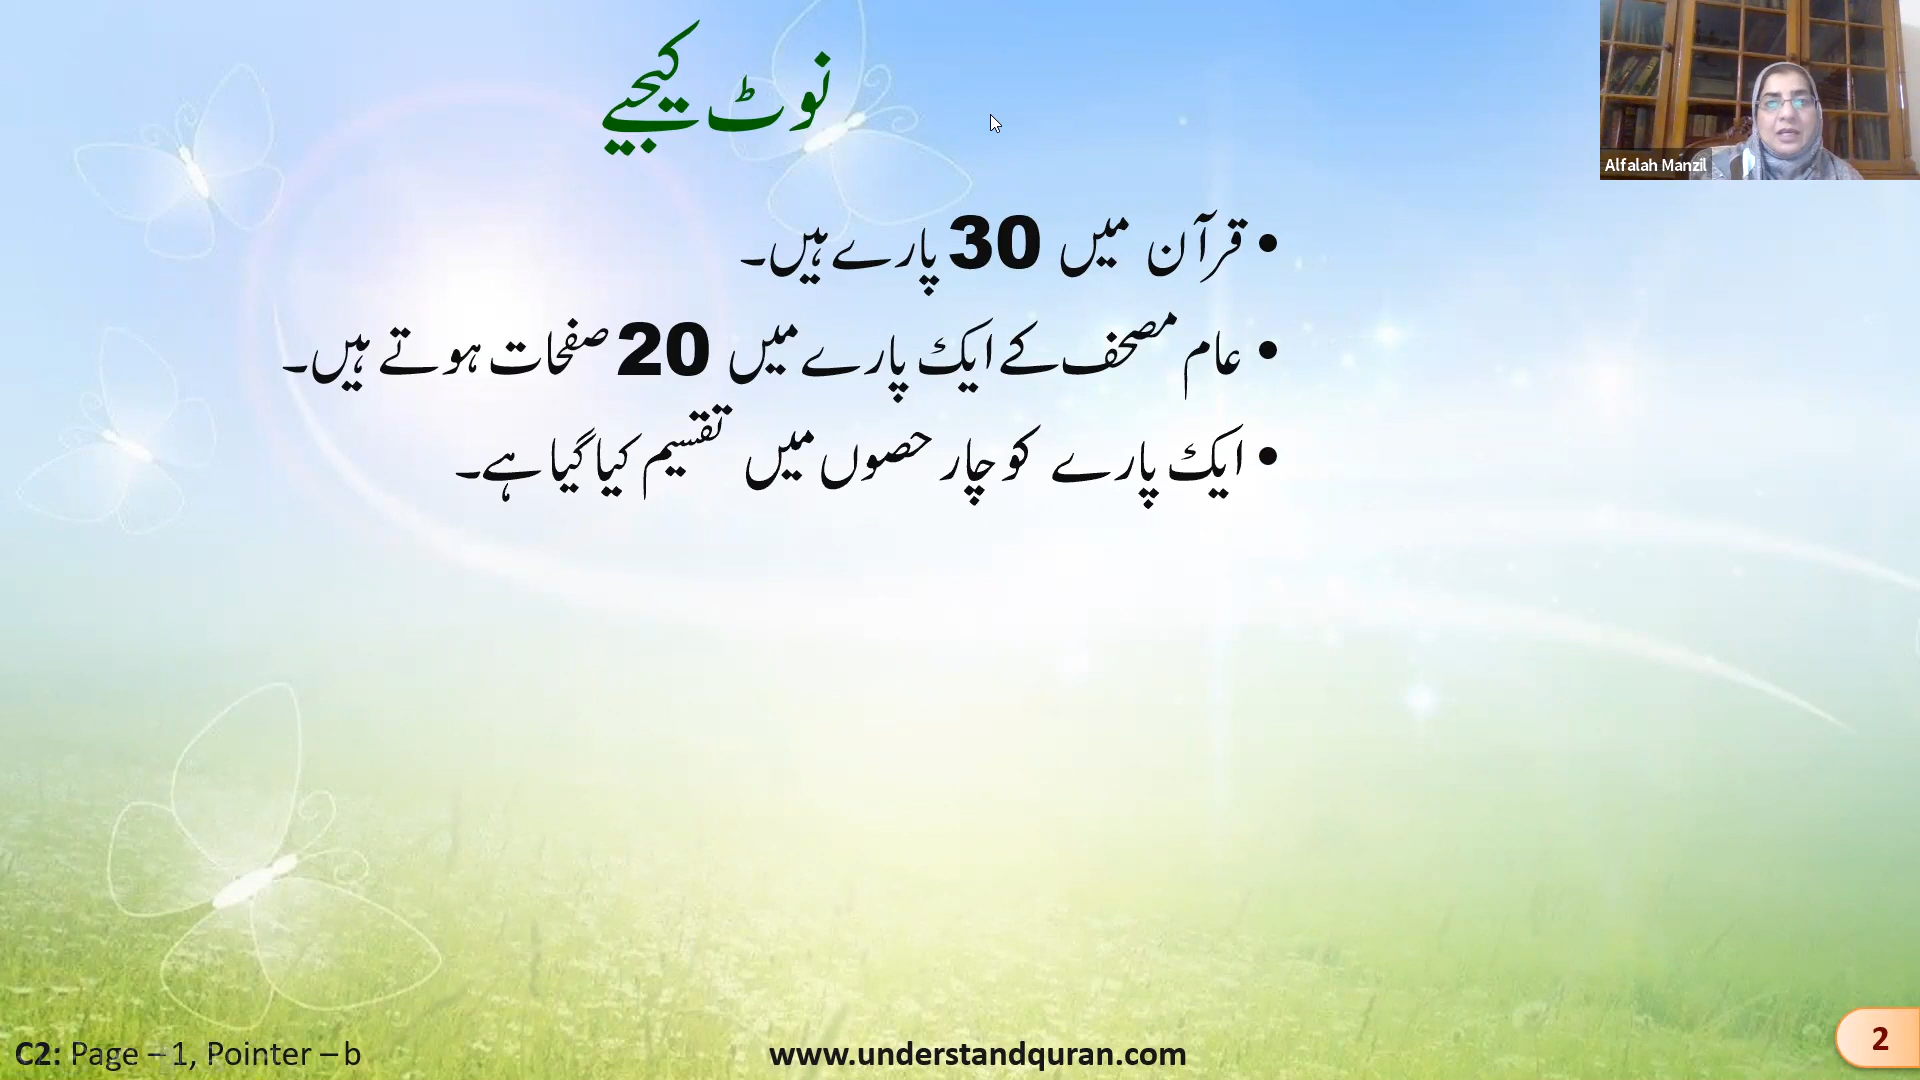 نوٹ کیجیے
Alfalah Manzil
• قرآن میں 30 پارے ہیں۔
• عام مصحف کے ایک پارے میں 20 صفحات ہوتے ہیں۔
• ایک پارے کو چار حصوں میں تقسیم کیا گیا ہے۔
C2: Page – 1, Pointer – b
www.understandquran.com
2